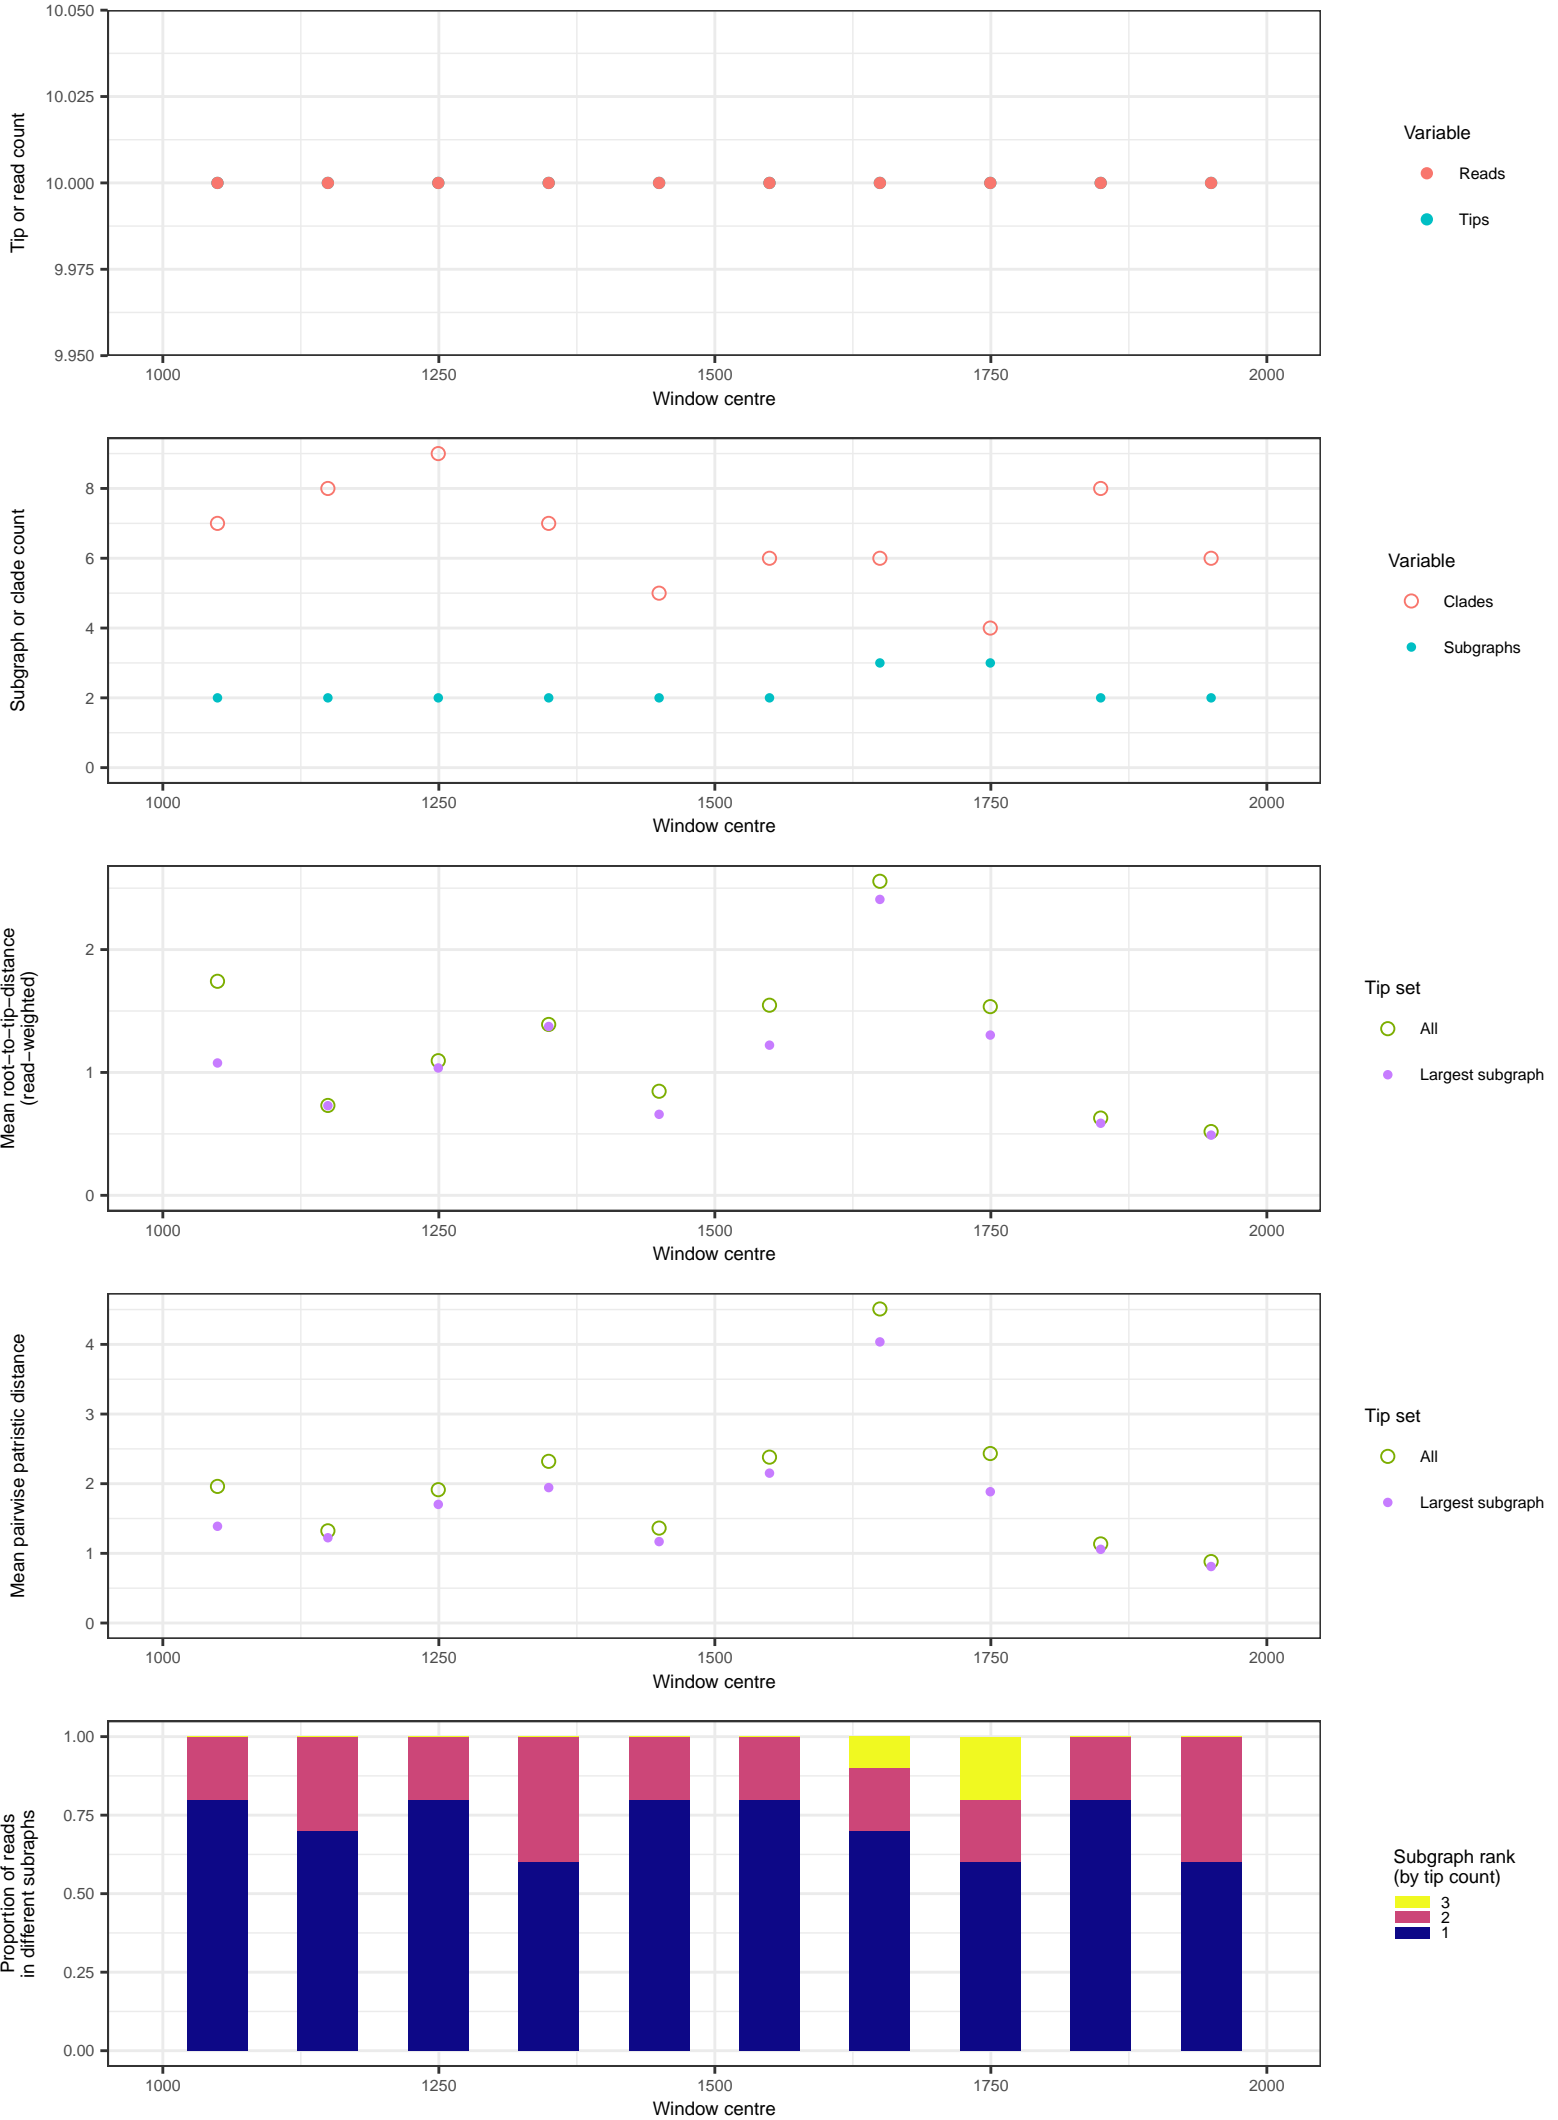 10.050
10.025
10.000
9.975
9.950
Tip or read count
1000 1250 1500 1750 2000
Window centre
Variable
Reads
Tips
8
6
4
2
0
Subgraph or clade count
1000 1250 1500 1750 2000
Window centre
Variable
Clades
Subgraphs
2
1
0
Mean root−to−tip−distance
(read−weighted)
1000 1250 1500 1750 2000
Window centre
Tip set
All
Largest subgraph
4
3
2
1
0
Mean pairwise patristic distance
1000 1250 1500 1750 2000
Window centre
Tip set
All
Largest subgraph
1.00
0.75
0.50
0.25
0.00
Proportion of reads
in different subraphs
1000 1250 1500 1750 2000
Window centre
Subgraph rank
(by tip count)
3
2
1